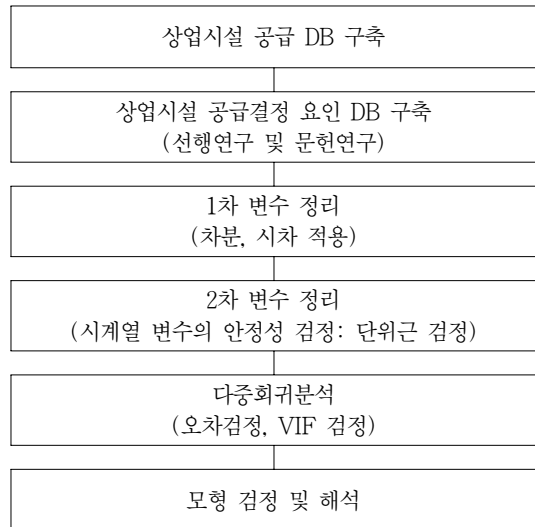 상업시설 공급 DB 구축
상업시설 공급결정 요인 DB 구축
(선행연구 및 문헌연구)
1차 변수 정리
(차분, 시차 적용)
2차 변수 정리
(시계열 변수의 안정성 검정: 단위근 검정)
다중회귀분석
(오차검정, VIF 검정)
모형 검정 및 해석